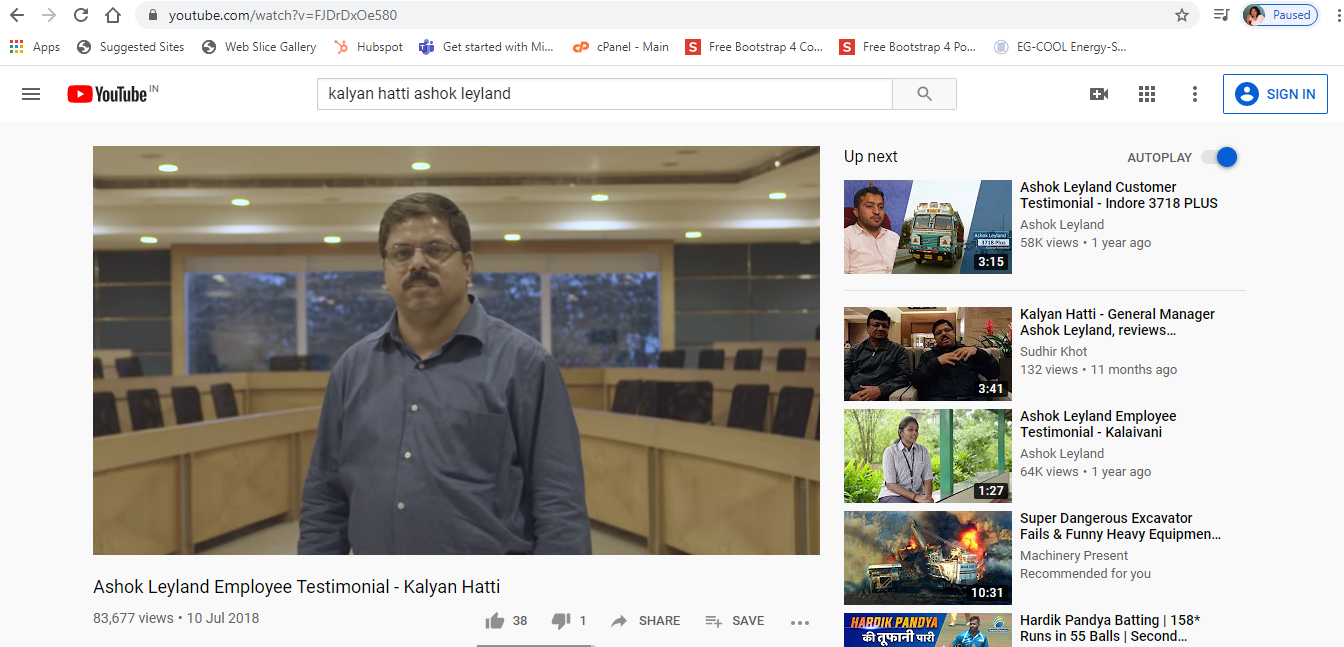 youtube.com/watch?v=FJDrDxOe580
Paused
Apps
Suggested Sites
Web Slice Gallery
Hubspot
Get started with Mi...
cPanel - Main
Free Bootstrap 4 Co...
Free Bootstrap 4 Po...
EG-COOL Energy-S...
YouTube IN
kalyan hatti ashok leyland
SIGN IN
Up next
AUTOPLAY
Ashok Leyland Customer
Testimonial - Indore 3718 PLUS
Ashok Leyland
58K views • 1 year ago
Ashok Leyland
3718 Plus
3:15
Kalyan Hatti - General Manager
Ashok Leyland, reviews...
Sudhir Khot
132 views • 11 months ago
3:41
Ashok Leyland Employee
Testimonial - Kalaivani
Ashok Leyland
64K views • 1 year ago
1:27
Super Dangerous Excavator
Fails & Funny Heavy Equipmen...
Machinery Present
Recommended for you
10:31
Hardik Pandya Batting | 158*
Runs in 55 Balls | Second...
HARDIK PANDYA
की तूफानी पारी
Ashok Leyland Employee Testimonial - Kalyan Hatti
83,677 views • 10 Jul 2018
38
1
SHARE
SAVE